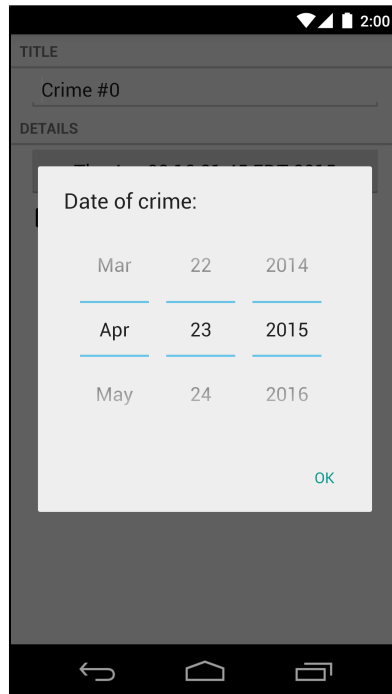 2:00
TITLE
Crime #0
DETAILS
Date of crime:
Mar 22 2014
Apr 23 2015
May 24 2016
OK